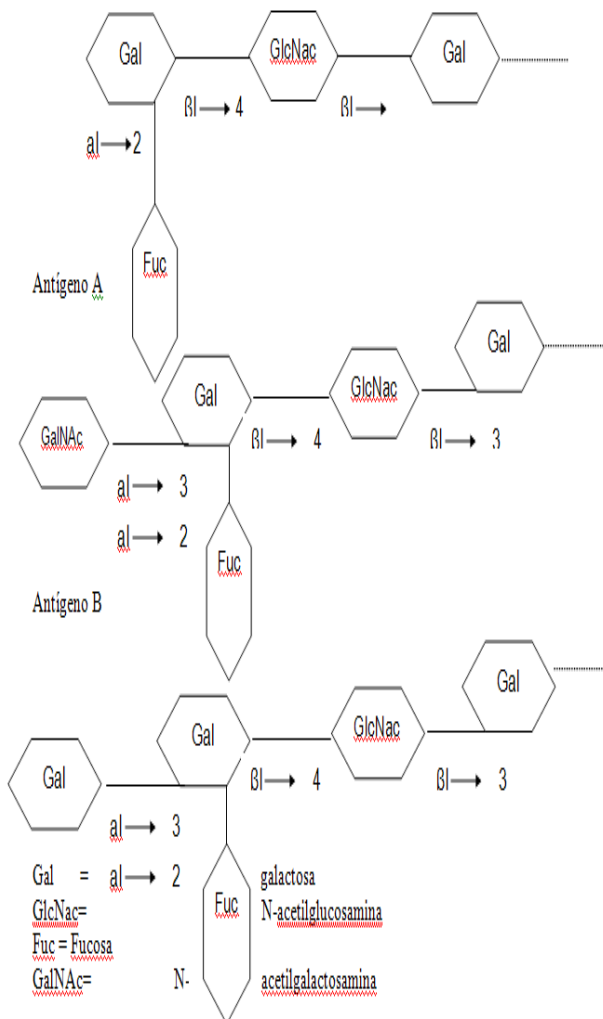 Gal GlcNac Gal
ßl → 4 ßl →
al → 2
Fuc
Antígeno A
Gal
Gal GlcNac
GalNAc
ßl → 4 ßl → 3
al → 3
al → 2
Fuc
Antígeno B
Gal
Gal GlcNac
Gal
ßl → 4 ßl → 3
al → 3
Gal = al → 2 galactosa
GlcNac= Fuc N-acetilglucosamina
Fuc = Fucosa
GalNAc= N- acetilgalactosamina